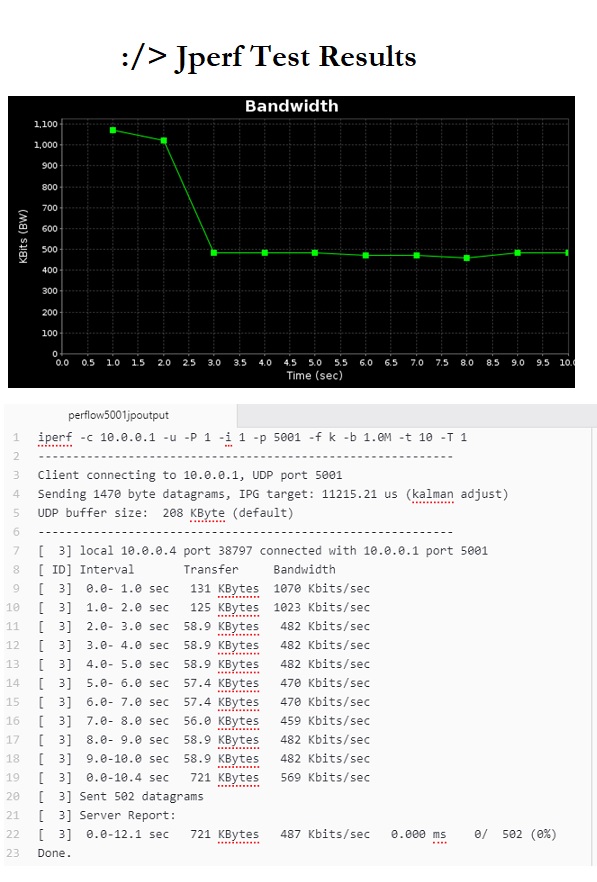 :/> Jperf Test Results
Bandwidth
1,100
1,000
900
800
700
600
500
400
300
200
100
0
KBits (BW)
0.0 0.5 1.0 1.5 2.0 2.5 3.0 3.5 4.0 4.5 5.0 5.5 6.0 6.5 7.0 7.5 8.0 8.5 9.0 9.5 10.0
Time (sec)
perflow5001jpoutput
1 iperf -c 10.0.0.1 -u -P 1 -i 1 -p 5001 -f k -b 1.0M -t 10 -T 1
2 ------------------------------------------------------------
3 Client connecting to 10.0.0.1, UDP port 5001
4 Sending 1470 byte datagrams, IPG target: 11215.21 us (kalman adjust)
5 UDP buffer size:  208 KByte (default)
6 ------------------------------------------------------------
7 [  3] local 10.0.0.4 port 38797 connected with 10.0.0.1 port 5001
8 [ ID] Interval       Transfer     Bandwidth
9 [  3]  0.0- 1.0 sec   131 KBytes  1070 Kbits/sec
10 [  3]  1.0- 2.0 sec   125 KBytes  1023 Kbits/sec
11 [  3]  2.0- 3.0 sec  58.9 KBytes   482 Kbits/sec
12 [  3]  3.0- 4.0 sec  58.9 KBytes   482 Kbits/sec
13 [  3]  4.0- 5.0 sec  58.9 KBytes   482 Kbits/sec
14 [  3]  5.0- 6.0 sec  57.4 KBytes   470 Kbits/sec
15 [  3]  6.0- 7.0 sec  57.4 KBytes   470 Kbits/sec
16 [  3]  7.0- 8.0 sec  56.0 KBytes   459 Kbits/sec
17 [  3]  8.0- 9.0 sec  58.9 KBytes   482 Kbits/sec
18 [  3]  9.0-10.0 sec  58.9 KBytes   482 Kbits/sec
19 [  3]  0.0-10.4 sec   721 KBytes   569 Kbits/sec
20 [  3] Sent 502 datagrams
21 [  3] Server Report:
22 [  3]  0.0-12.1 sec   721 KBytes   487 Kbits/sec   0.000 ms    0/  502 (0%)
23 Done.